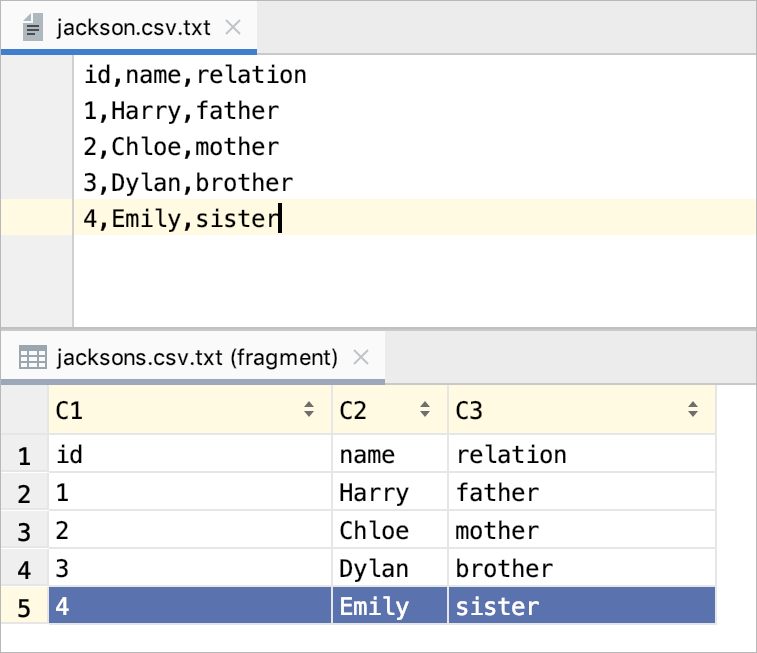 jackson.csv.txt
id,name,relation
1,Harry,father
2,Chloe,mother
3,Dylan,brother
4,Emily,sister
jacksons.csv.txt (fragment)
C1 C2 C3
1 id name relation
2 1 Harry father
3 2 Chloe mother
4 3 Dylan brother
5 4 Emily sister